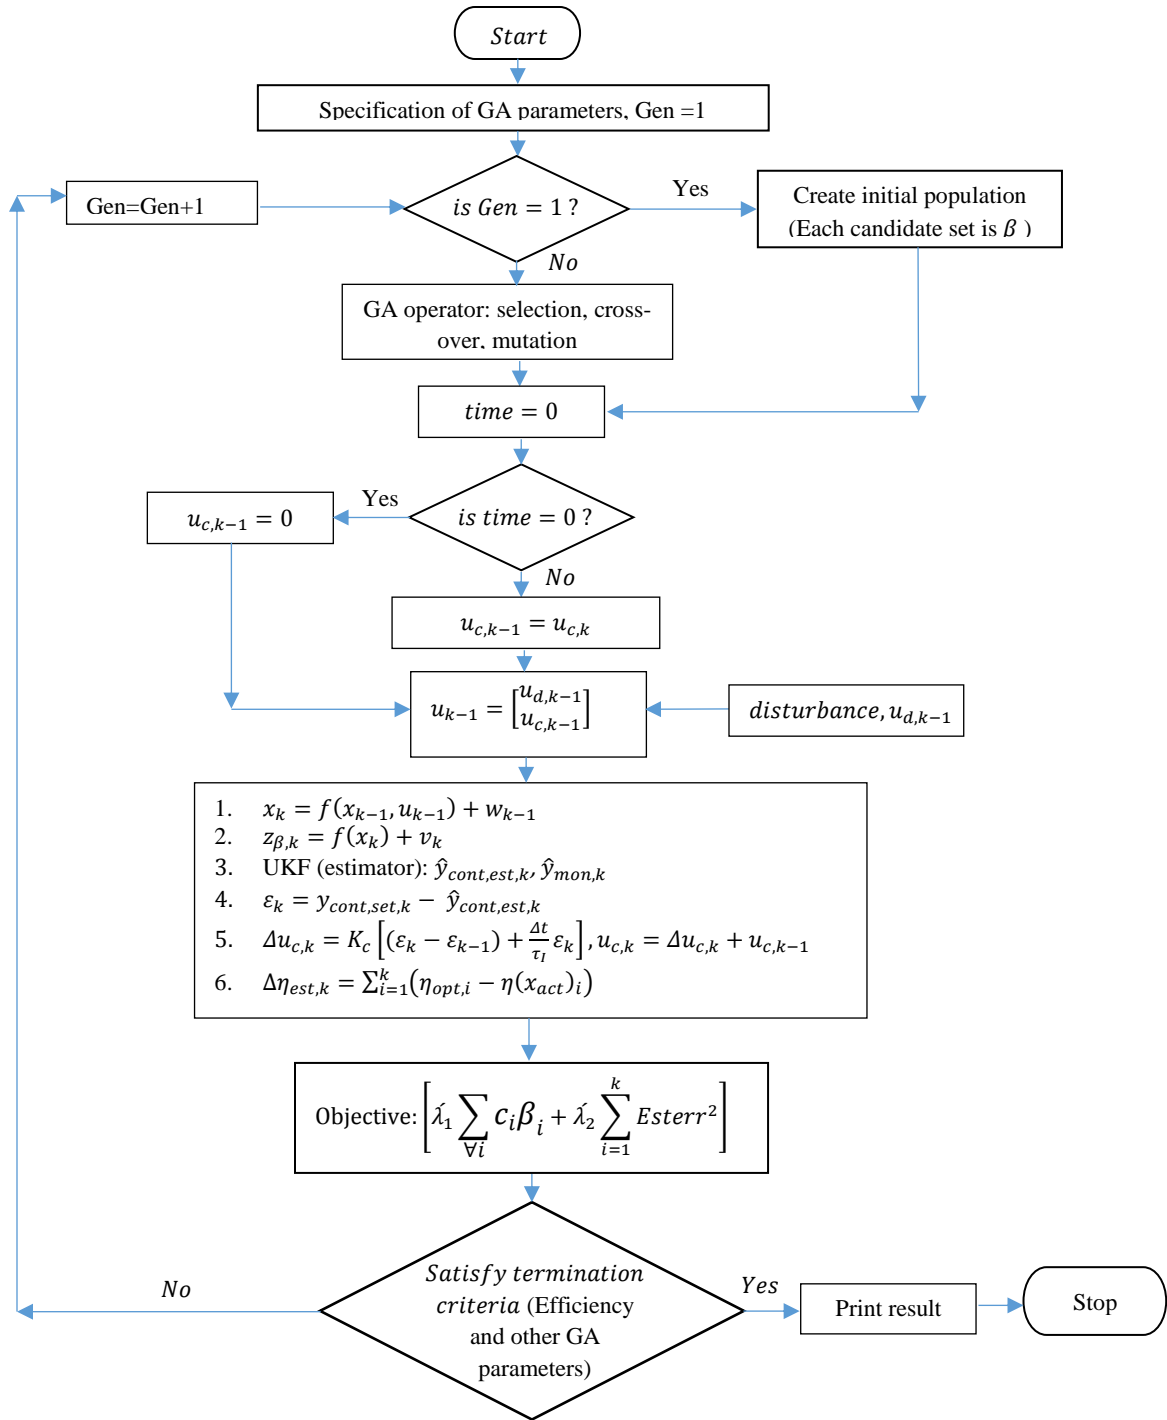 Start
Specification of GA parameters, Gen =1
Gen=Gen+1
is Gen = 1 ?
Yes
Create initial population
(Each candidate set is β )
No
GA operator: selection, cross-
over, mutation
time = 0
Yes
is time = 0 ?
u_{c,k−1} = 0
No
u_{c,k−1} = u_{c,k}
u_{k−1} = [u_{d,k−1} u_{c,k−1}]
disturbance, u_{d,k−1}
1. x_k = f(x_{k−1}, u_{k−1}) + w_{k−1}
2. z_{β,k} = f(x_k) + v_k
3. UKF (estimator): ŷ_{cont,est,k}, ŷ_{mon,k}
4. ε_k = y_{cont,set,k} − ŷ_{cont,est,k}
5. Δu_{c,k} = K_c [(ε_k − ε_{k−1}) + \frac{Δt}{τ_I} ε_k], u_{c,k} = Δu_{c,k} + u_{c,k−1}
6. Δη_{est,k} = ∑_{i=1}^{k}(η_{opt,i} − η(x_{act})_i)
Objective: [λ́_1 ∑_{∀i} c_i β_i + λ́_2 ∑_{i=1}^{k} Esterr^2]
No
Satisfy termination
criteria (Efficiency
and other GA
parameters)
Yes
Print result
Stop